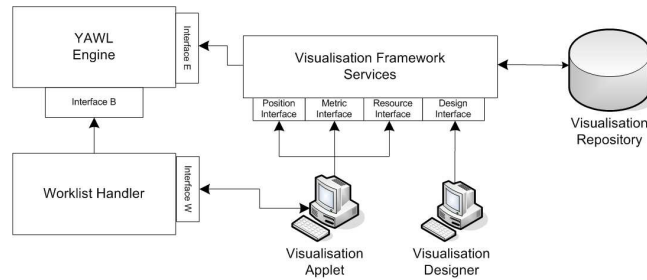 YAWL
Engine
Interface E
Interface B
Visualisation Framework
Services
Position
Interface
Metric
Interface
Resource
Interface
Design
Interface
Visualisation
Repository
Worklist Handler
Interface W
Visualisation
Applet
Visualisation
Designer